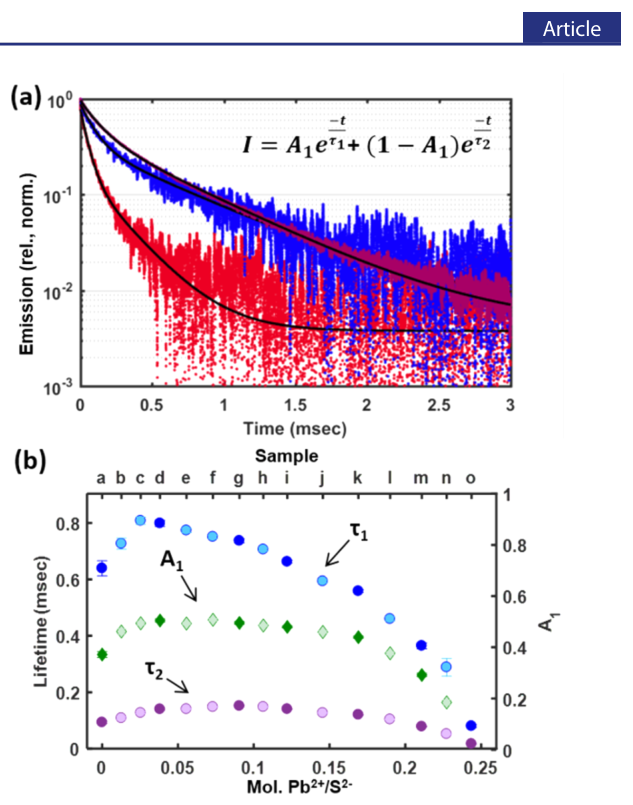 Article
(a)
10⁰
10⁻¹
10⁻²
10⁻³
Emission (rel., norm.)
I = A₁e^(-t/τ₁) + (1 − A₁)e^(-t/τ₂)
0 0.5 1 1.5 2 2.5 3
Time (msec)
(b)
Sample
a b c d e f g h i j k l m n o
0.8
0.6
0.4
0.2
0
Lifetime (msec)
1
0.8
0.6
0.4
0.2
0
A₁
τ₁
A₁
τ₂
0 0.05 0.1 0.15 0.2 0.25
Mol. Pb²⁺/S²⁻